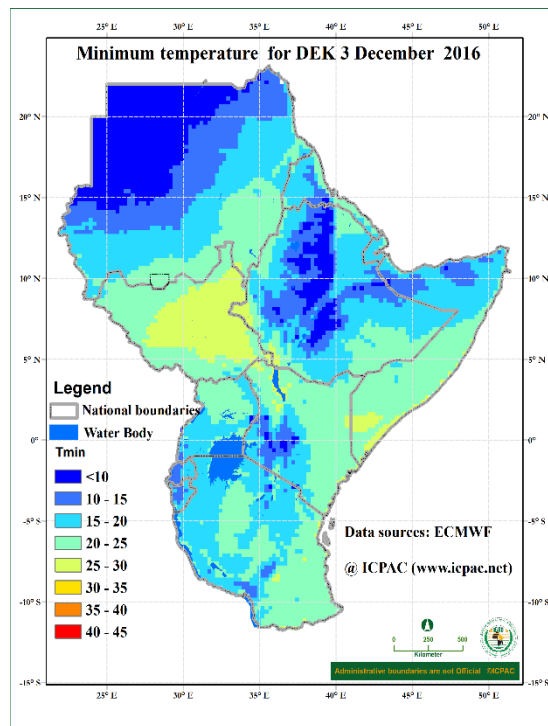 Minimum temperature for DEK 3 December 2016
25° E 30° E 35° E 40° E 45° E 50° E
20° N 20° N
15° N 15° N
10° N 10° N
5° N 5° N
0° 0°
-5° S -5° S
-10° S -10° S
-15° S -15° S
Legend
National boundaries
Water Body
Tmin
<10
10 - 15
15 - 20
20 - 25
25 - 30
30 - 35
35 - 40
40 - 45
Data sources: ECMWF
@ ICPAC (www.icpac.net)
0 250 500
Kilometer
Administrative boundaries are not Official ©ICPAC
25° E 30° E 35° E 40° E 45° E 50° E